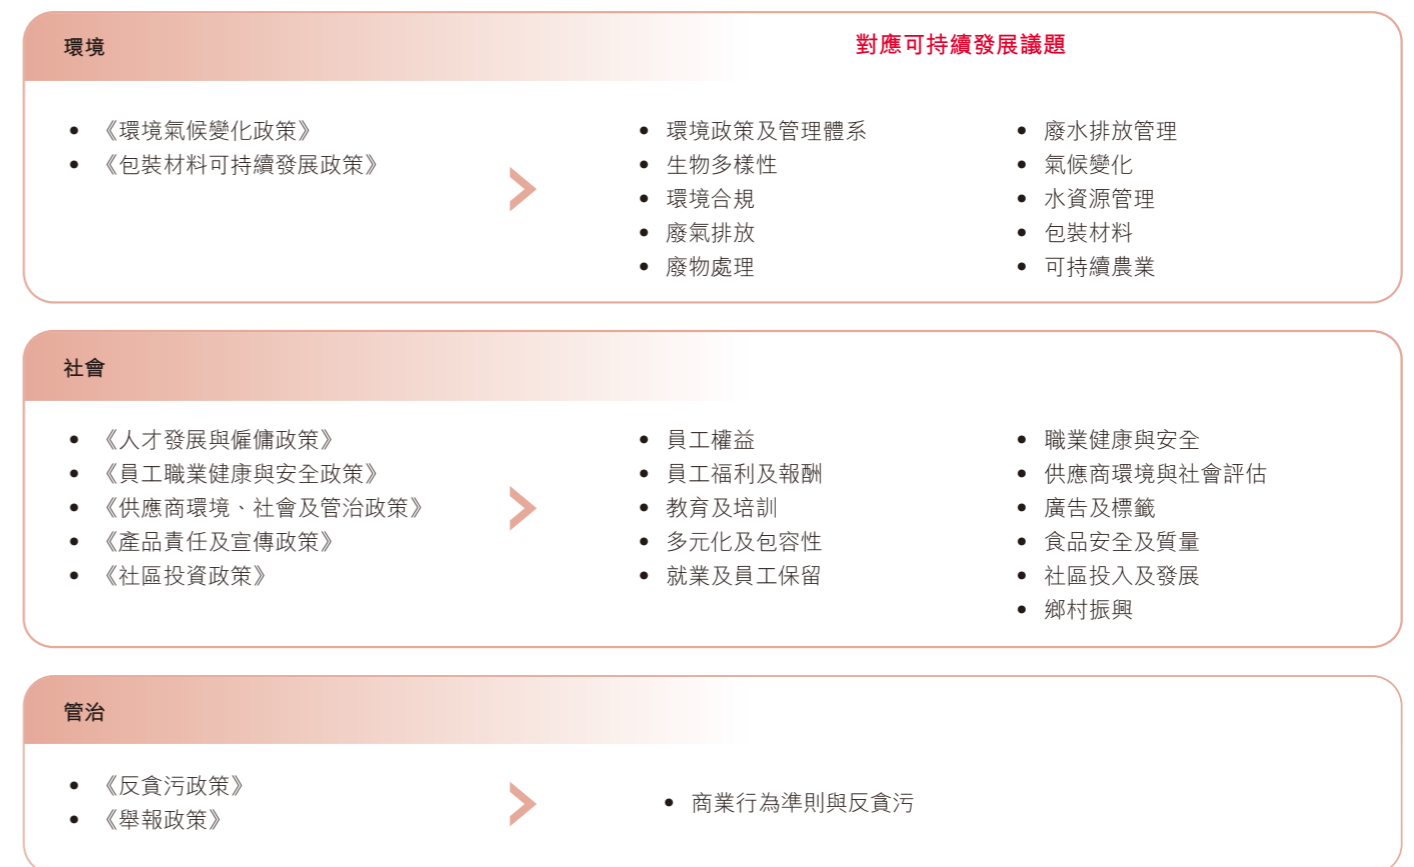 環境
對應可持續發展議題
• 《環境氣候變化政策》
• 《包裝材料可持續發展政策》
• 環境政策及管理體系
• 生物多樣性
• 環境合規
• 廢氣排放
• 廢物處理
• 廢水排放管理
• 氣候變化
• 水資源管理
• 包裝材料
• 可持續農業
社會
• 《人才發展與僱傭政策》
• 《員工職業健康與安全政策》
• 《供應商環境、社會及管治政策》
• 《產品責任及宣傳政策》
• 《社區投資政策》
• 員工權益
• 員工福利及報酬
• 教育及培訓
• 多元化及包容性
• 就業及員工保留
• 職業健康與安全
• 供應商環境與社會評估
• 廣告及標籤
• 食品安全及質量
• 社區投入及發展
• 鄉村振興
管治
• 《反貪污政策》
• 《舉報政策》
• 商業行為準則與反貪污